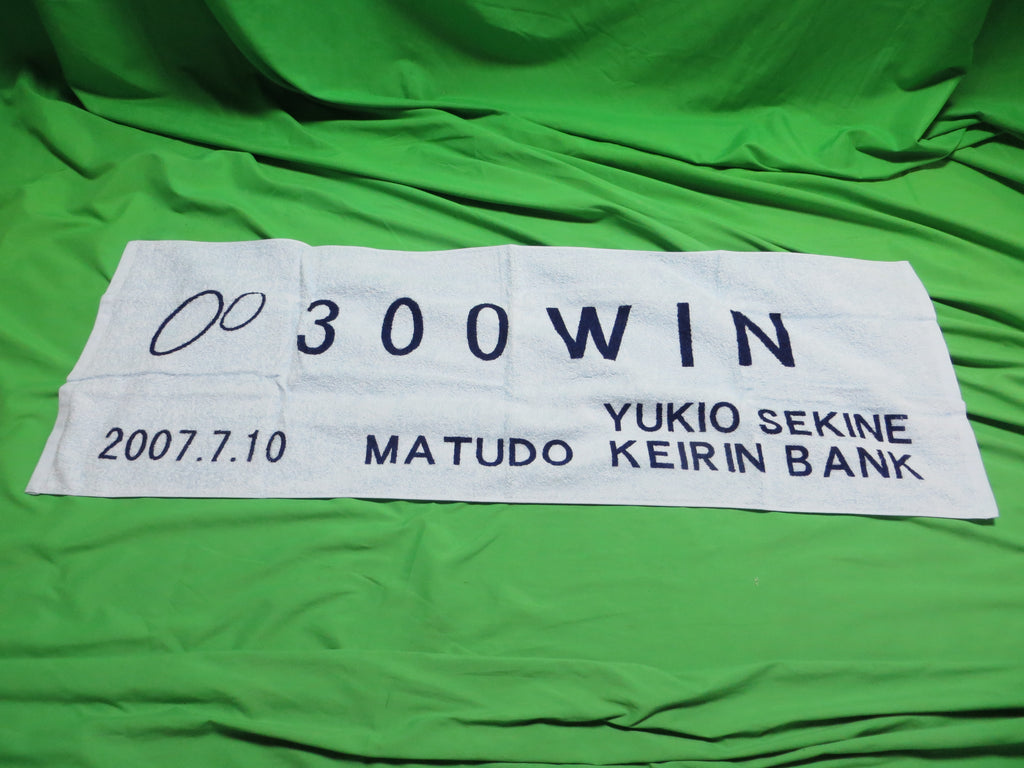 300WIN
YUKIO SEKINE
2007.7.10 MATUDO KEIRIN BANK